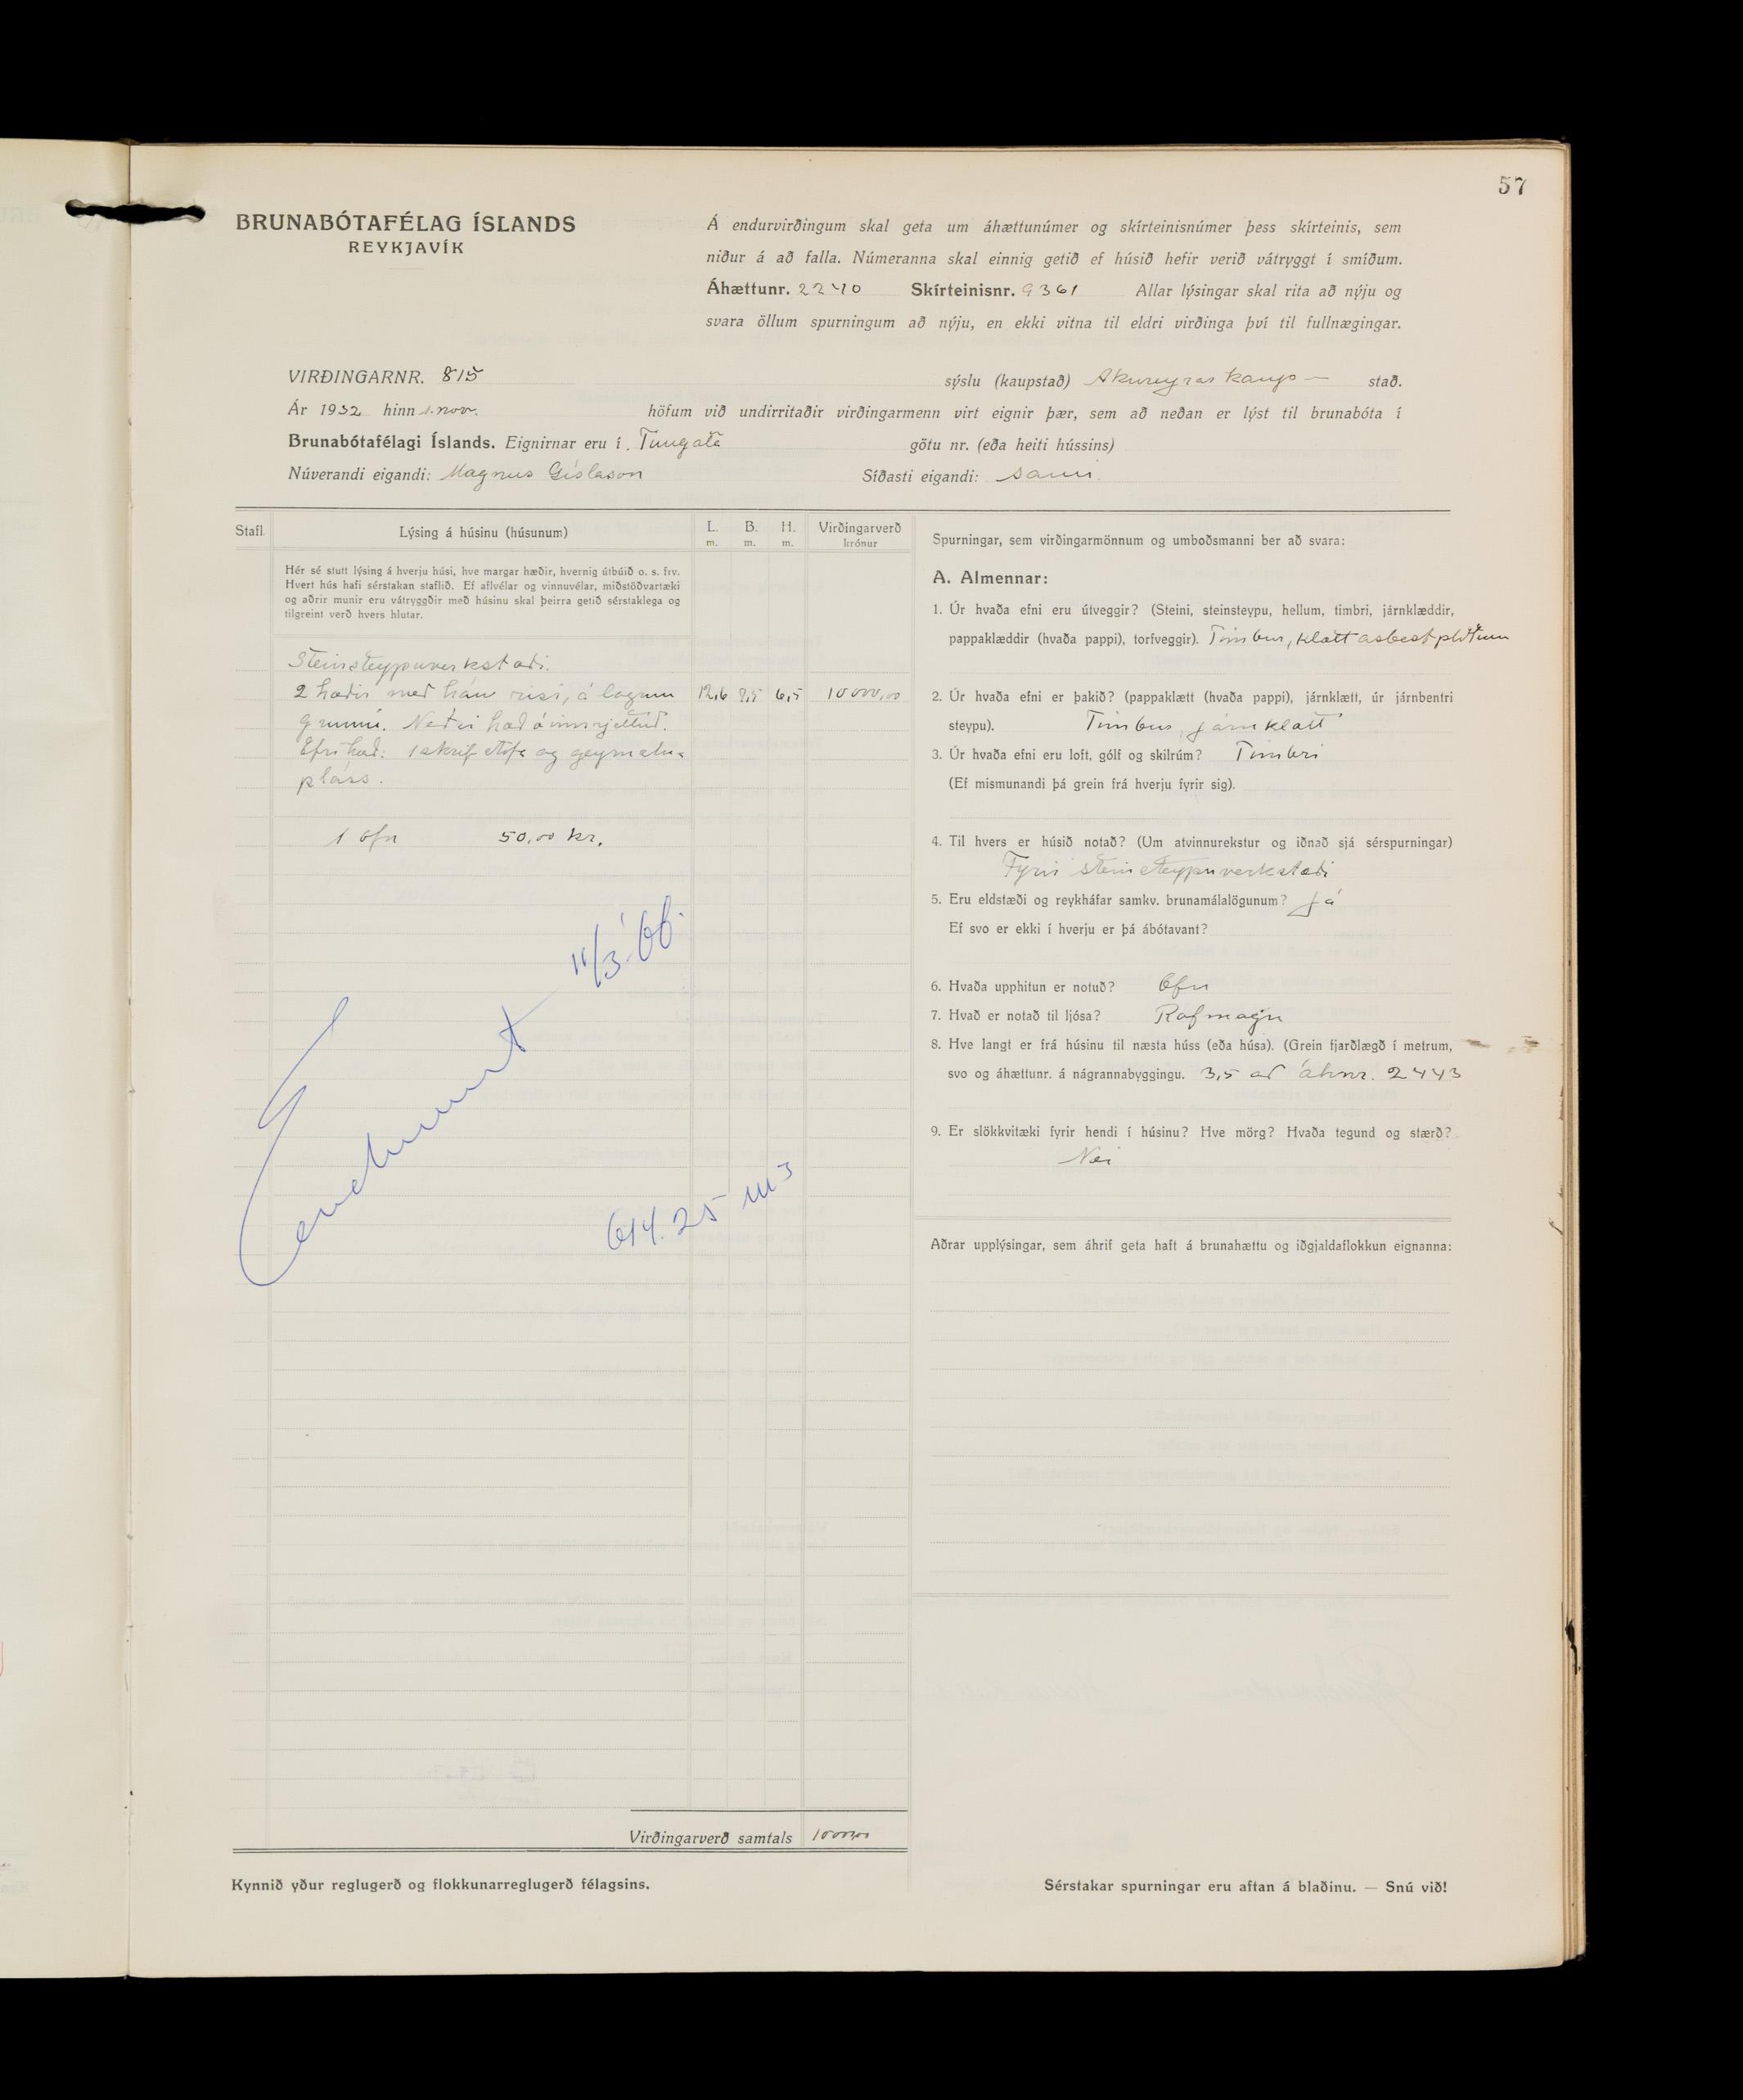 57
BRUNABÓTAFÉLAG ÍSLANDS
REYKJAVÍK
Á endurvirðingum skal geta um áhættunúmer og skírteinisnúmer þess skírteinis, sem
niður á að falla. Númeranna skal einnig getið ef húsið hefir verið vátryggt í smíðum.
Áhættunr. 2240 Skírteinisnr. 9361 Allar lýsingar skal rita að nýju og
svara öllum spurningum að nýju, en ekki vitna til eldri virðinga því til fullnægingar.
VIRÐINGARNR. 815 sýslu (kaupstað) Akureyrarkaup- stað.
Ár 1932 hinn 1. nov. höfum við undirritaðir virðingarmenn virt eignir þær, sem að neðan er lýst til brunabóta í
Brunabótafélagi Íslands. Eignirnar eru í Túngata götu nr. (eða heiti hússins)
Núverandi eigandi: Magnus Gíslason Síðasti eigandi: sami.
Stafl. Lýsing á húsinu (húsunum) L. m. B. m. H. m. Virðingarverð krónur
Hér sé stutt lýsing á hverju húsi, hve margar hæðir, hvernig útbúið o. s. frv.
Hvert hús hafi sérstakan staflið. Ef aflvélar og vinnuvélar, miðstöðvartæki
og aðrir munir eru vátryggðir með húsinu skal þeirra getið sérstaklega og
tilgreint verð hvers hlutar.
Steinsteypuverkstæði.
2 hæðir með háu risi, á lágum 12,6 7,5 6,5 10000,00
grunni. Neðri hæð óinnrjettuð.
Efri hæð: 1 skrifstofa og geymslu-
pláss.
1 ofn 50,00 kr.
Endurmet 11/3 '66.
614.25 m3
Virðingarverð samtals 10000,00
Kynnið yður reglugerð og flokkunarreglugerð félagsins.
Spurningar, sem virðingarmönnum og umboðsmanni ber að svara:
A. Almennar:
1. Úr hvaða efni eru útveggir? (Steini, steinsteypu, hellum, timbri, járnklæddir,
pappaklæddir (hvaða pappi), torfveggir). Timbur, klætt asbestplötum
2. Úr hvaða efni er þakið? (pappaklætt (hvaða pappi), járnklætt, úr járnbentri
steypu). Timbur, járnklætt
3. Úr hvaða efni eru loft, gólf og skilrúm? Timbri
(Ef mismunandi þá grein frá hverju fyrir sig).
4. Til hvers er húsið notað? (Um atvinnurekstur og iðnað sjá sérspurningar)
Fyrir steinsteypuverkstæði
5. Eru eldstæði og reykháfar samkv. brunamálalögunum? Já
Ef svo er ekki í hverju er þá ábótavant?
6. Hvaða upphitun er notuð? Ofn
7. Hvað er notað til ljósa? Rafmagn
8. Hve langt er frá húsinu til næsta húss (eða húsa). (Grein fjarðlægð í metrum,
svo og áhættunr. á nágrannabyggingu. 3,5 að áhnr. 2443
9. Er slökkvitæki fyrir hendi í húsinu? Hve mörg? Hvaða tegund og stærð?
Nei
Aðrar upplýsingar, sem áhrif geta haft á brunahættu og iðgjaldaflokkun eignanna:
Sérstakar spurningar eru aftan á blaðinu. — Snú við!